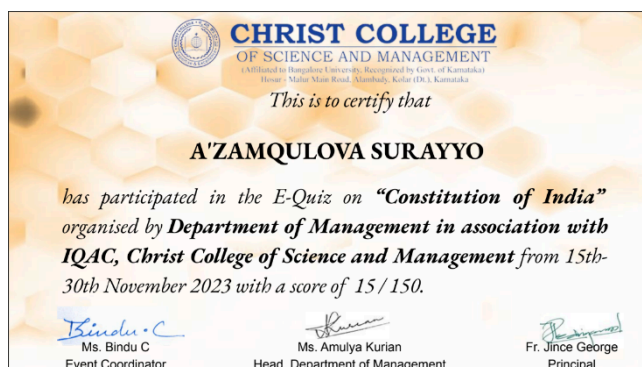 CHRIST COLLEGE
OF SCIENCE AND MANAGEMENT
(Affiliated to Bangalore University, Recognized by Govt. of Karnataka)
Hosur - Malur Main Road, Alambady, Kolar (Dt.), Karnataka
This is to certify that
A'ZAMQULOVA SURAYYO
has participated in the E-Quiz on “Constitution of India”
organised by Department of Management in association with
IQAC, Christ College of Science and Management from 15th-
30th November 2023 with a score of 15 / 150.
Bindu. C
Ms. Bindu C
Ms. Amulya Kurian
Fr. Jince George
Event Coordinator
Head, Department of Management
Principal